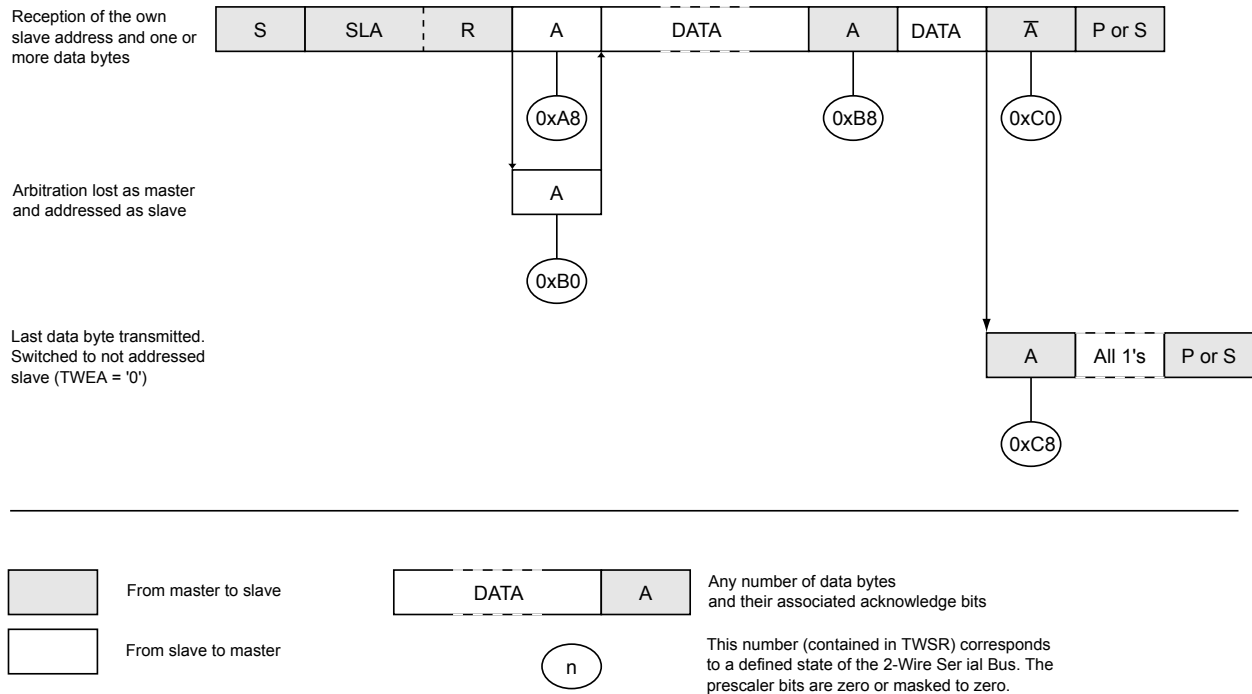 Reception of the own
slave address and one or
more data bytes
S SLA R A DATA A DATA A̅ P or S
0xA8 0xB8 0xC0
Arbitration lost as master
and addressed as slave
A
0xB0
Last data byte transmitted.
Switched to not addressed
slave (TWEA = '0')
A All 1's P or S
0xC8
From master to slave
DATA A
Any number of data bytes
and their associated acknowledge bits
From slave to master
n
This number (contained in TWSR) corresponds
to a defined state of the 2-Wire Ser ial Bus. The
prescaler bits are zero or masked to zero.